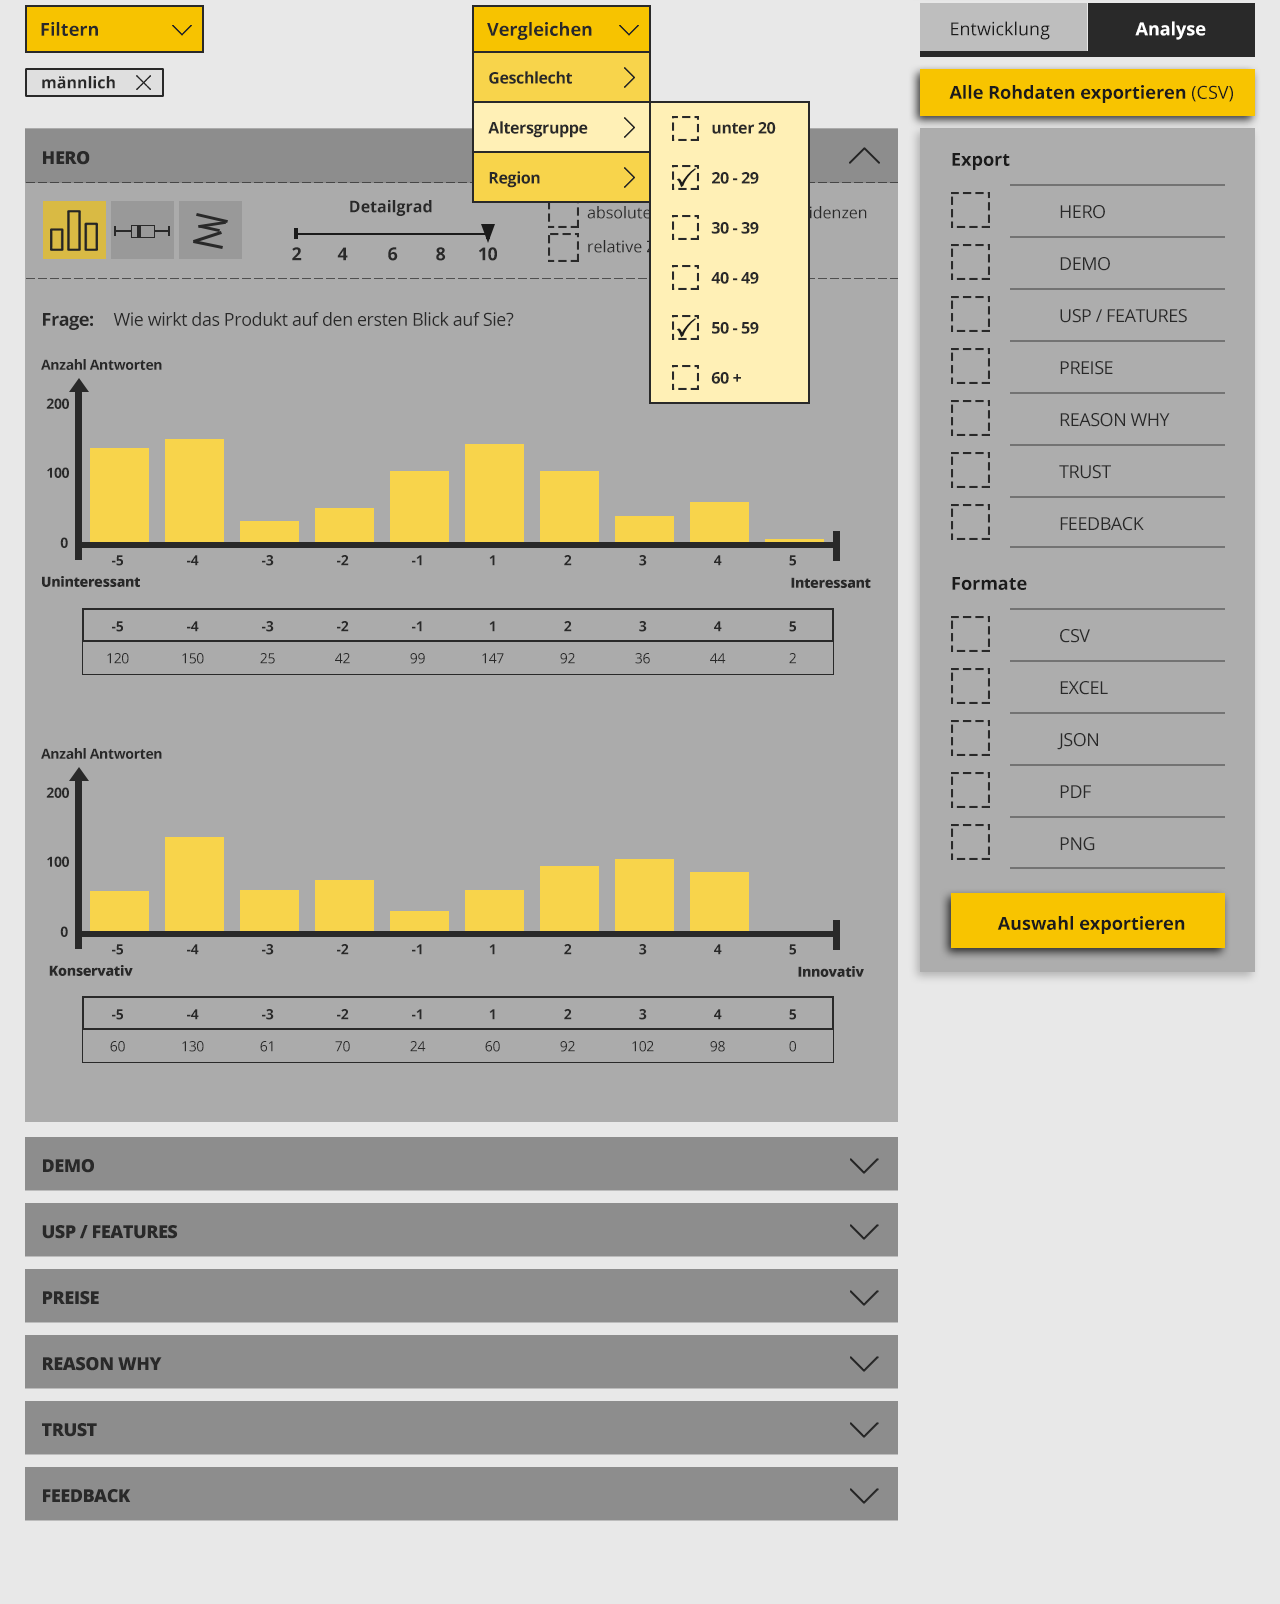 Filtern
Vergleichen
Entwicklung
Analyse
männlich
Geschlecht
Altersgruppe
Region
unter 20
20 - 29
30 - 39
40 - 49
50 - 59
60 +
Alle Rohdaten exportieren (CSV)
HERO
Detailgrad
2 4 6 8 10
absolute
relative
Frage: Wie wirkt das Produkt auf den ersten Blick auf Sie?
Anzahl Antworten
200
100
0
-5 -4 -3 -2 -1 1 2 3 4 5
Uninteressant
Interessant
-5 -4 -3 -2 -1 1 2 3 4 5
120 150 25 42 99 147 92 36 44 2
Anzahl Antworten
200
100
0
-5 -4 -3 -2 -1 1 2 3 4 5
Konservativ
Innovativ
-5 -4 -3 -2 -1 1 2 3 4 5
60 130 61 70 24 60 92 102 98 0
DEMO
USP / FEATURES
PREISE
REASON WHY
TRUST
FEEDBACK
Export
HERO
DEMO
USP / FEATURES
PREISE
REASON WHY
TRUST
FEEDBACK
Formate
CSV
EXCEL
JSON
PDF
PNG
Auswahl exportieren